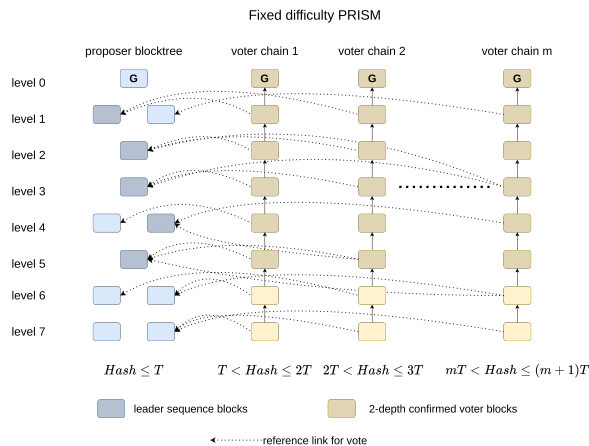 Fixed difficulty PRISM
proposer blocktree voter chain 1 voter chain 2 voter chain m
level 0 G G G G
level 1
level 2
level 3
level 4
level 5
level 6
level 7
Hash ≤ T T < Hash ≤ 2T 2T < Hash ≤ 3T mT < Hash ≤ (m + 1)T
leader sequence blocks 2-depth confirmed voter blocks
reference link for vote